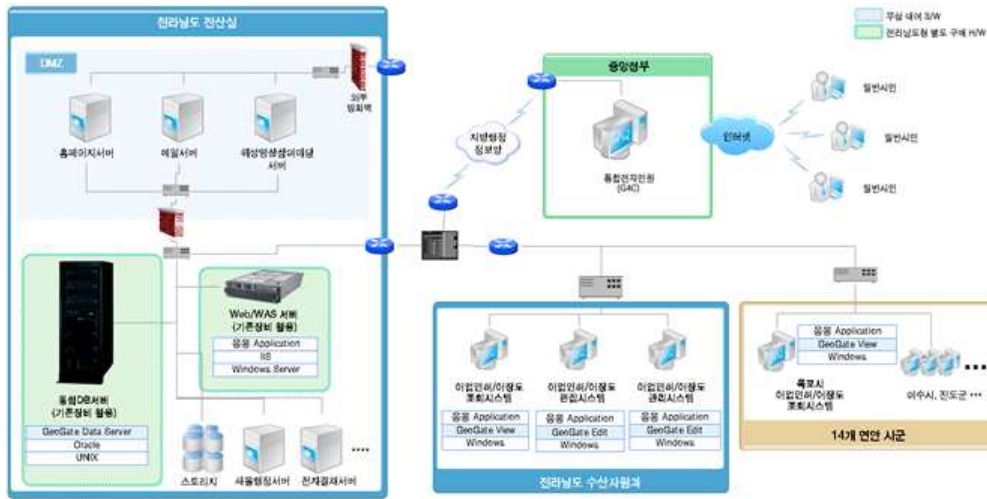 전라남도 전산실
무상 대여 S/W
전라남도청 별도 구매 H/W
DMZ
외부
방화벽
중앙정부
일반시민
홈페이지서버
메일서버
서버
지방행정
정보망
통합전자민원
(G4C)
인터넷
일반시민
일반시민
Web/WAS 서버
(기존장비 활용)
응용 Application
IIS
Windows Server
통합DB서버
(기존장비 활용)
GeoGate Data Server
Oracle
UNIX
스토리지
새올행정서버
전자결재서버
••••
어업인허/어장도
조회시스템
응용 Application
GeoGate View
Windows
어업인허/어장도
편집시스템
응용 Application
GeoGate Edit
Windows
어업인허/어장도
관리시스템
응용 Application
GeoGate Edit
Windows
전라남도 수산자원과
응용 Application
GeoGate View
Windows
목포시
어업인허/어장도
조회시스템
여수시, 진도군 •••
14개 연안 시군